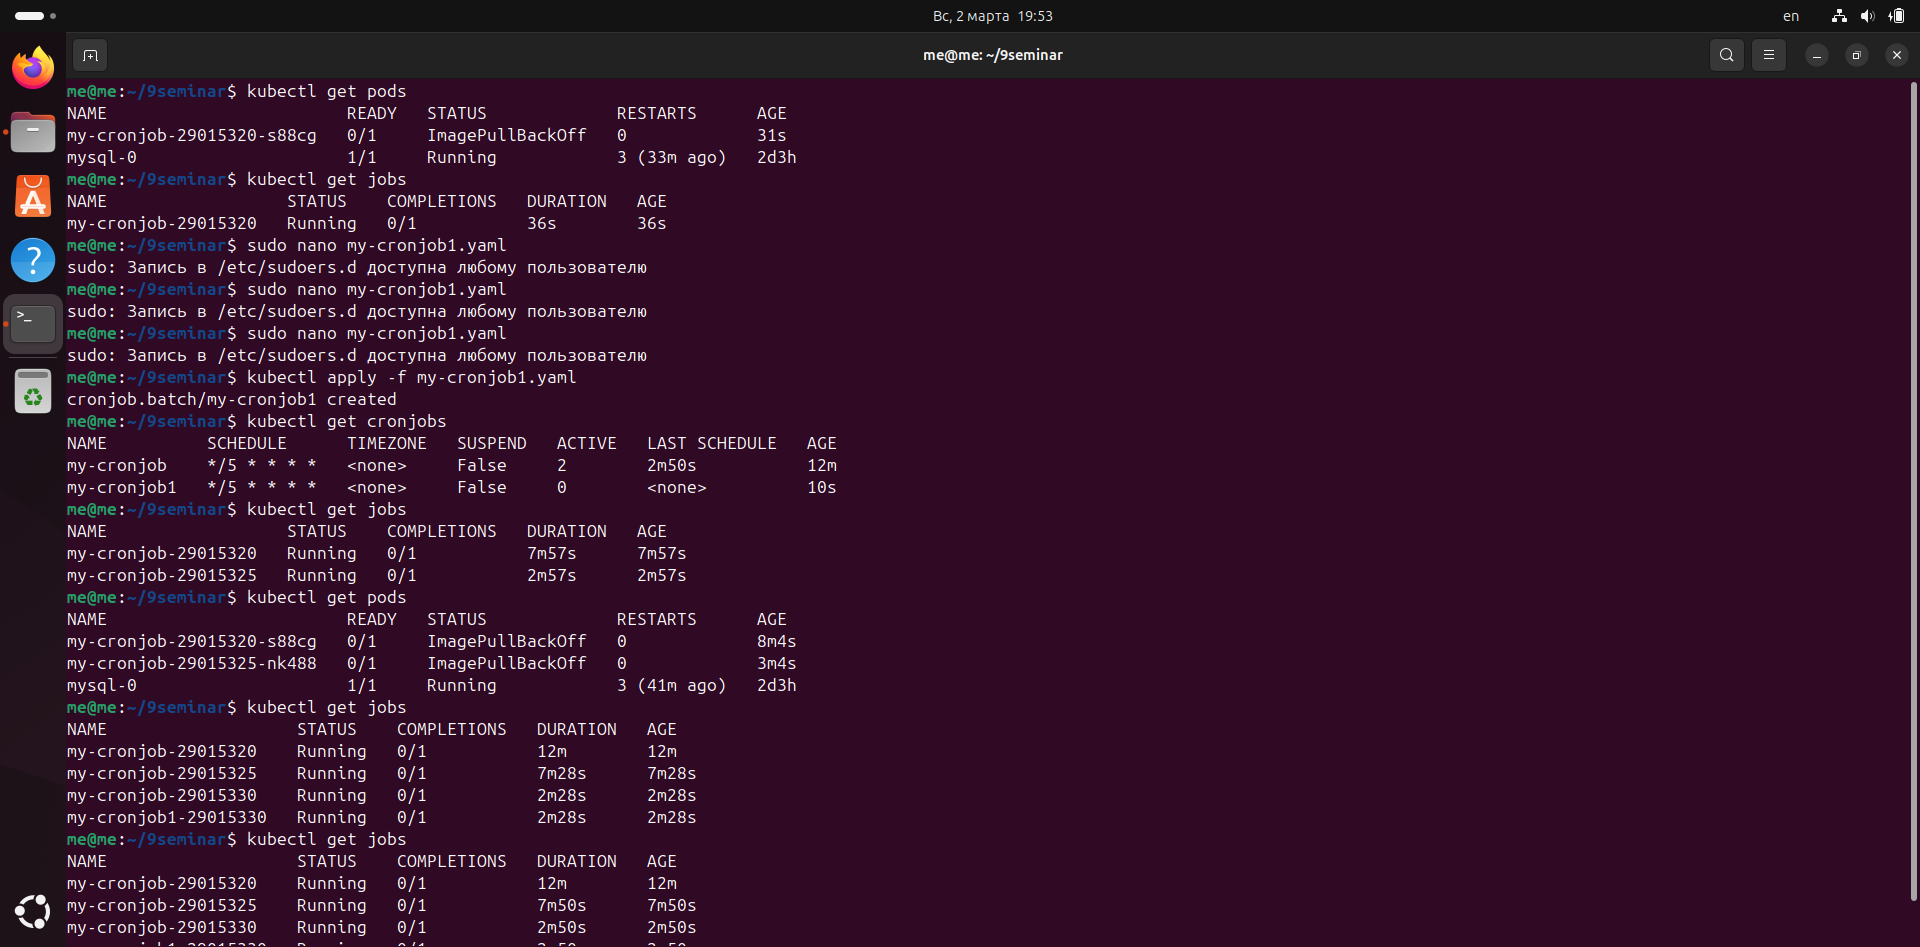 Вс, 2 марта 19:53
en
me@me: ~/9seminar
me@me:~/9seminar$ kubectl get pods
NAME READY STATUS RESTARTS AGE
my-cronjob-29015320-s88cg 0/1 ImagePullBackOff 0 31s
mysql-0 1/1 Running 3 (33m ago) 2d3h
me@me:~/9seminar$ kubectl get jobs
NAME STATUS COMPLETIONS DURATION AGE
my-cronjob-29015320 Running 0/1 36s 36s
me@me:~/9seminar$ sudo nano my-cronjob1.yaml
sudo: Запись в /etc/sudoers.d доступна любому пользователю
me@me:~/9seminar$ sudo nano my-cronjob1.yaml
sudo: Запись в /etc/sudoers.d доступна любому пользователю
me@me:~/9seminar$ sudo nano my-cronjob1.yaml
sudo: Запись в /etc/sudoers.d доступна любому пользователю
me@me:~/9seminar$ kubectl apply -f my-cronjob1.yaml
cronjob.batch/my-cronjob1 created
me@me:~/9seminar$ kubectl get cronjobs
NAME SCHEDULE TIMEZONE SUSPEND ACTIVE LAST SCHEDULE AGE
my-cronjob */5 * * * * <none> False 2 2m50s 12m
my-cronjob1 */5 * * * * <none> False 0 <none> 10s
me@me:~/9seminar$ kubectl get jobs
NAME STATUS COMPLETIONS DURATION AGE
my-cronjob-29015320 Running 0/1 7m57s 7m57s
my-cronjob-29015325 Running 0/1 2m57s 2m57s
me@me:~/9seminar$ kubectl get pods
NAME READY STATUS RESTARTS AGE
my-cronjob-29015320-s88cg 0/1 ImagePullBackOff 0 8m4s
my-cronjob-29015325-nk488 0/1 ImagePullBackOff 0 3m4s
mysql-0 1/1 Running 3 (41m ago) 2d3h
me@me:~/9seminar$ kubectl get jobs
NAME STATUS COMPLETIONS DURATION AGE
my-cronjob-29015320 Running 0/1 12m 12m
my-cronjob-29015325 Running 0/1 7m28s 7m28s
my-cronjob-29015330 Running 0/1 2m28s 2m28s
my-cronjob1-29015330 Running 0/1 2m28s 2m28s
me@me:~/9seminar$ kubectl get jobs
NAME STATUS COMPLETIONS DURATION AGE
my-cronjob-29015320 Running 0/1 12m 12m
my-cronjob-29015325 Running 0/1 7m50s 7m50s
my-cronjob-29015330 Running 0/1 2m50s 2m50s